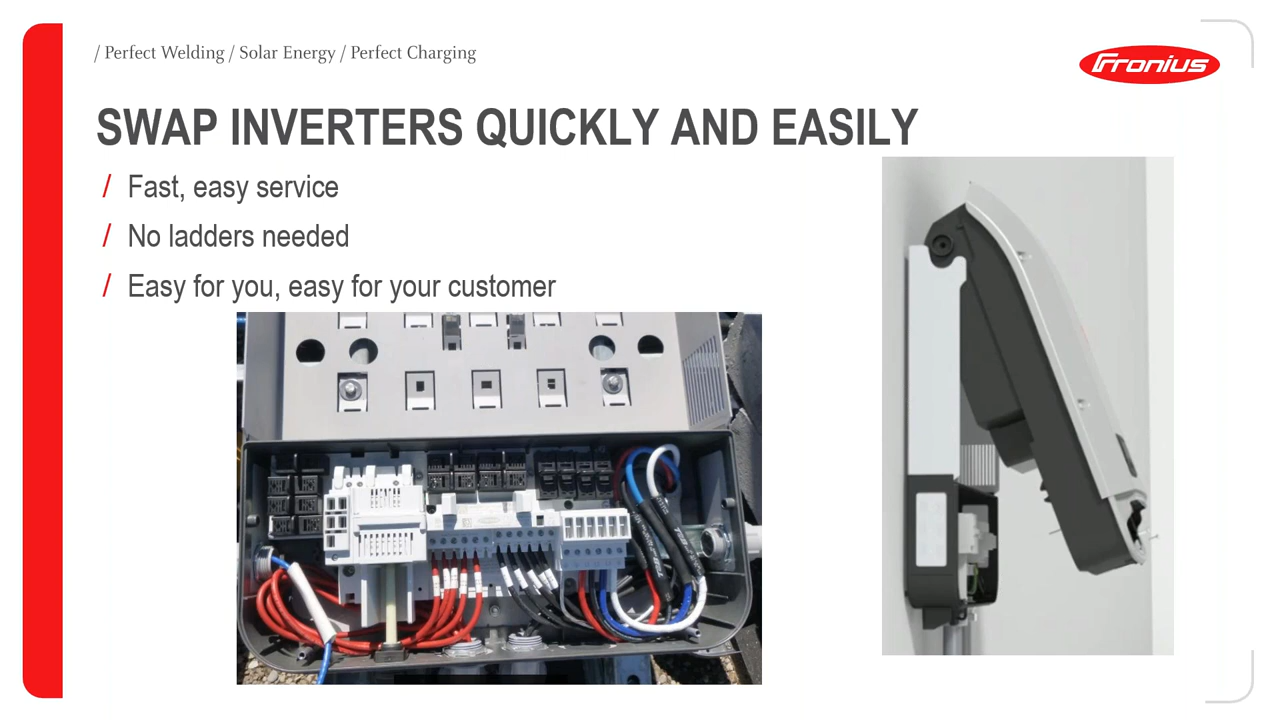 / Perfect Welding / Solar Energy / Perfect Charging
Fronius
SWAP INVERTERS QUICKLY AND EASILY
/ Fast, easy service
/ No ladders needed
/ Easy for you, easy for your customer